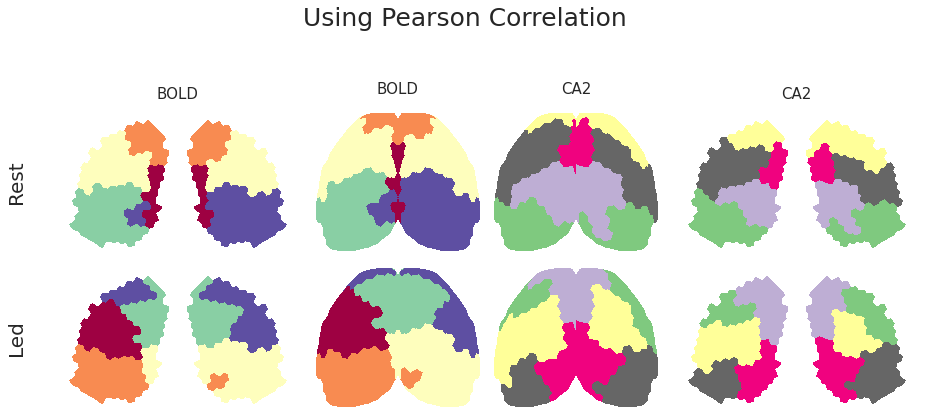 Using Pearson Correlation
BOLD
BOLD
CA2
CA2
Rest
Led